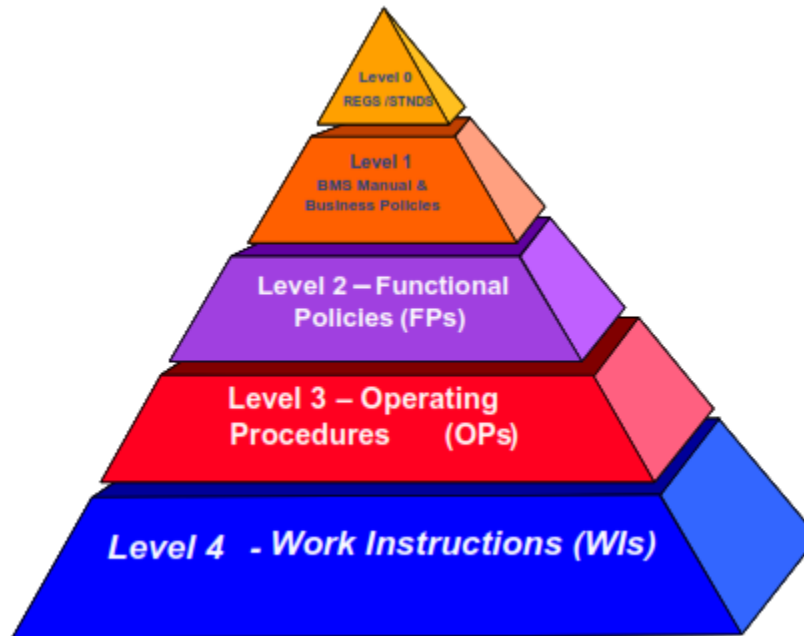 Level 0
REGS /STNDS
Level 1
BMS Manual &
Business Policies
Level 2 – Functional
Policies (FPs)
Level 3 – Operating
Procedures (OPs)
Level 4 - Work Instructions (WIs)